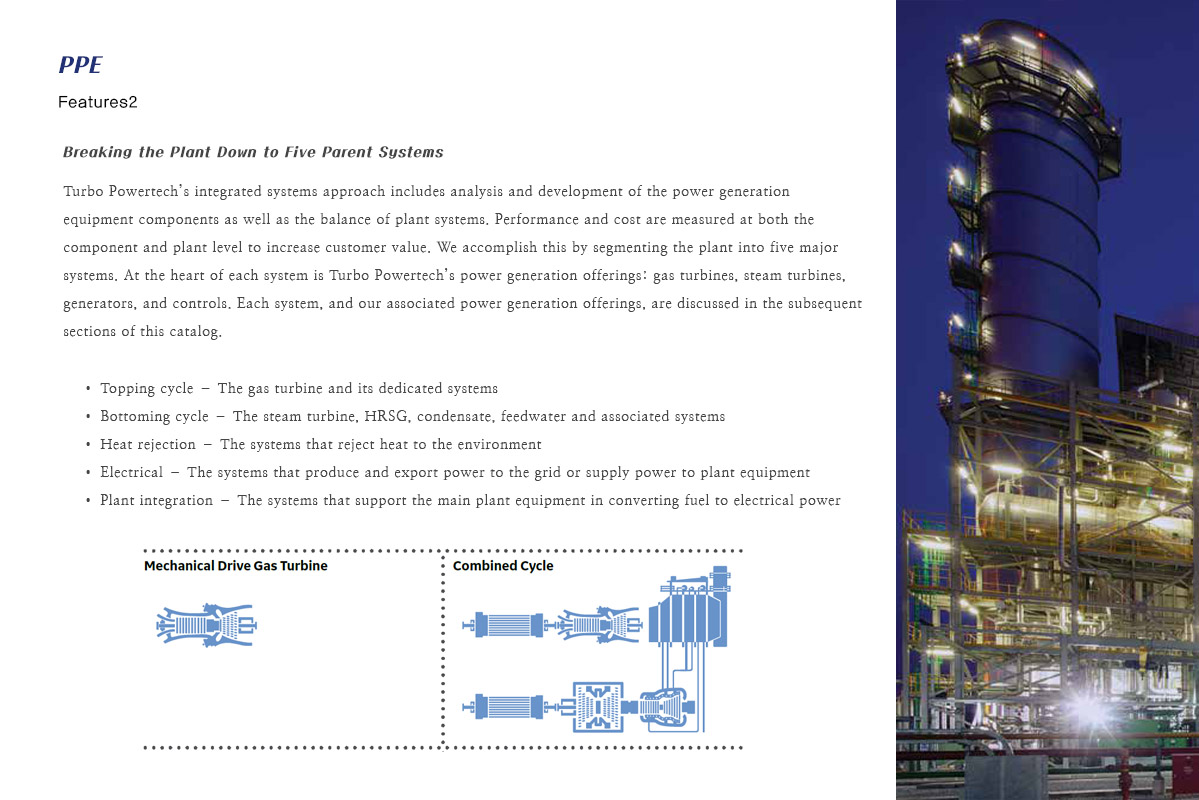 PPE
Features2
Breaking the Plant Down to Five Parent Systems
Turbo Powertech's integrated systems approach includes analysis and development of the power generation
equipment components as well as the balance of plant systems. Performance and cost are measured at both the
component and plant level to increase customer value. We accomplish this by segmenting the plant into five major
systems. At the heart of each system is Turbo Powertech's power generation offerings: gas turbines, steam turbines,
generators, and controls. Each system, and our associated power generation offerings, are discussed in the subsequent
sections of this catalog.
• Topping cycle – The gas turbine and its dedicated systems
• Bottoming cycle – The steam turbine, HRSG, condensate, feedwater and associated systems
• Heat rejection – The systems that reject heat to the environment
• Electrical – The systems that produce and export power to the grid or supply power to plant equipment
• Plant integration – The systems that support the main plant equipment in converting fuel to electrical power
Mechanical Drive Gas Turbine
Combined Cycle